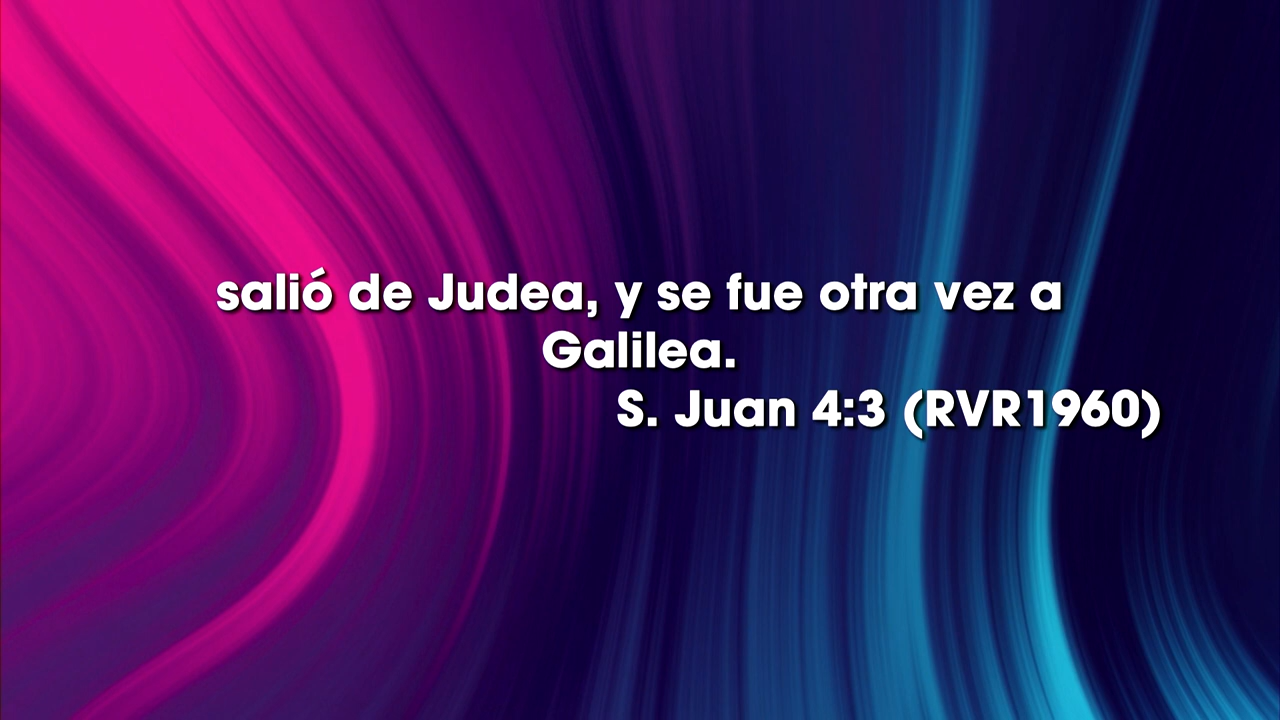 salió de Judea, y se fue otra vez a
Galilea.
S. Juan 4:3 (RVR1960)